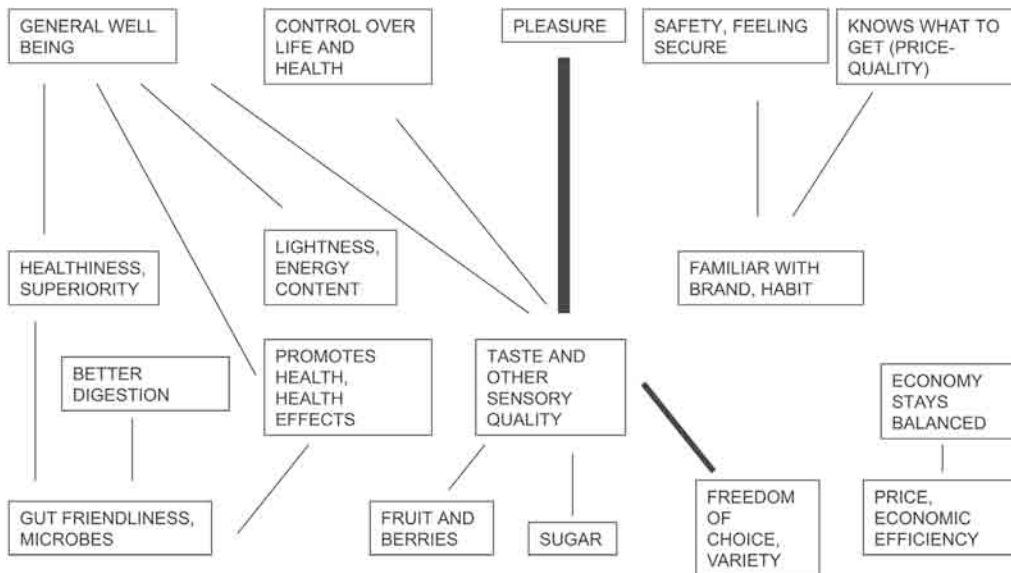 GENERAL WELL
BEING
CONTROL OVER
LIFE AND
HEALTH
PLEASURE
SAFETY, FEELING
SECURE
KNOWS WHAT TO
GET (PRICE-
QUALITY)
HEALTHINESS,
SUPERIORITY
LIGHTNESS,
ENERGY
CONTENT
FAMILIAR WITH
BRAND, HABIT
BETTER
DIGESTION
PROMOTES
HEALTH,
HEALTH
EFFECTS
TASTE AND
OTHER
SENSORY
QUALITY
ECONOMY
STAYS
BALANCED
GUT FRIENDLINESS,
MICROBES
FRUIT AND
BERRIES
SUGAR
FREEDOM
OF
CHOICE,
VARIETY
PRICE,
ECONOMIC
EFFICIENCY